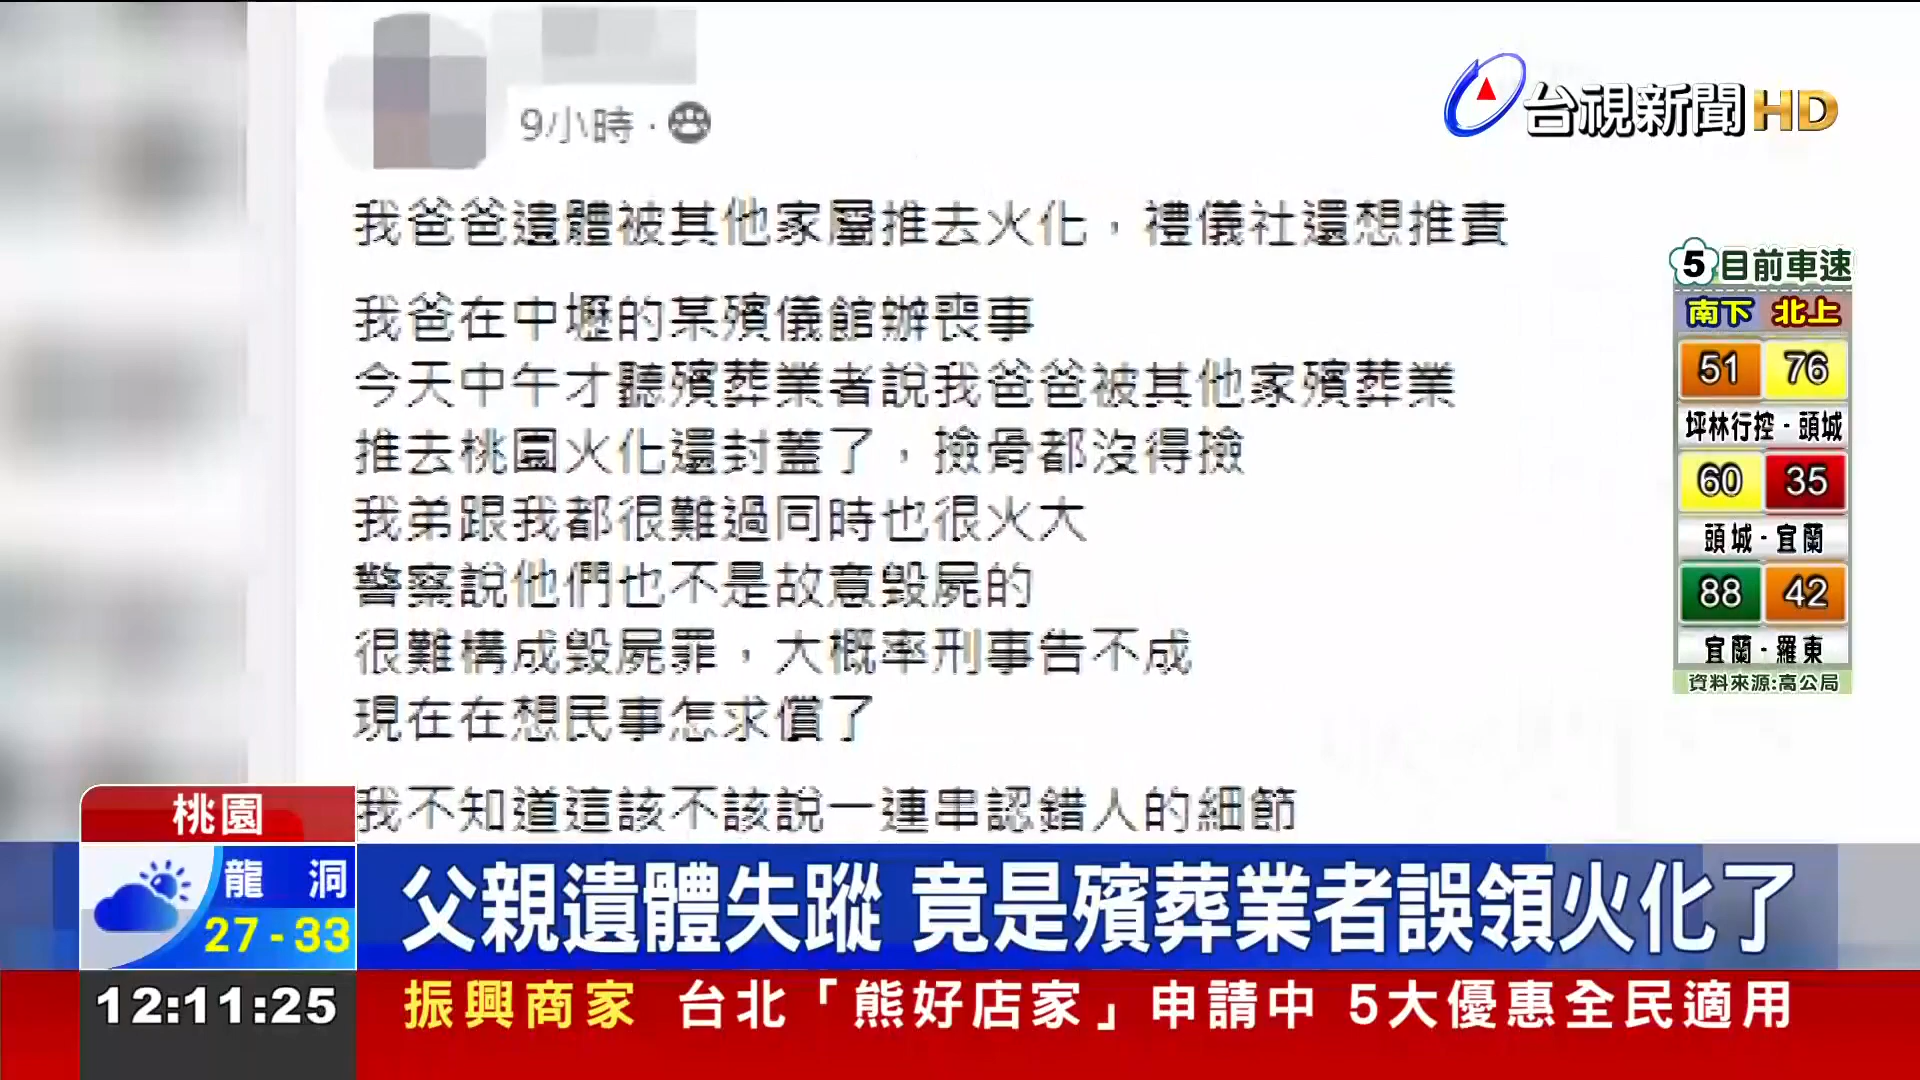 9小時·
台視新聞HD
我爸爸遺體被其他家屬推去火化，禮儀社還想推責
我爸在中壢的某殯儀館辦喪事
今天中午才聽殯葬業者說我爸爸被其他家殯葬業
推去桃園火化還封蓋了，撿骨都沒得撿
我弟跟我都很難過同時也很火大
警察說他們也不是故意毀屍的
很難構成毀屍罪，大概率刑事告不成
現在在想民事怎求償了
我不知道這該不該說一連串認錯人的細節
5目前車速
南下 北上
51 76
坪林行控-頭城
60 35
頭城-宜蘭
88 42
宜蘭-羅東
資料來源:高公局
桃園
龍洞
27-33
12:11:25
父親遺體失蹤 竟是殯葬業者誤領火化了
振興商家 台北「熊好店家」申請中 5大優惠全民適用